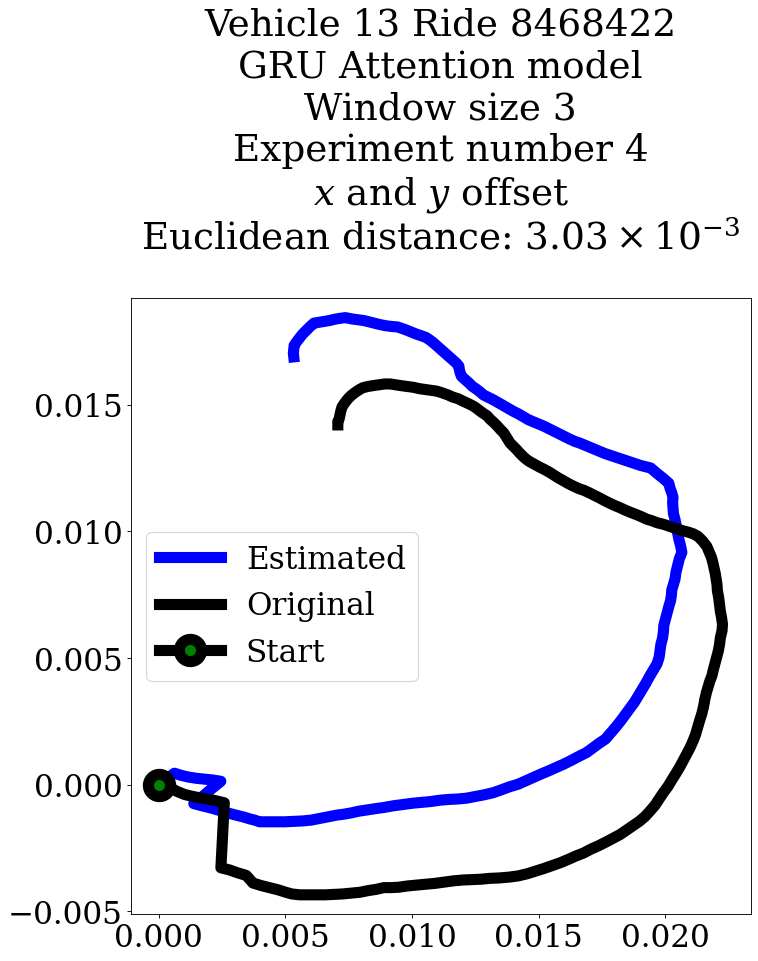 Vehicle 13 Ride 8468422
GRU Attention model
Window size 3
Experiment number 4
x and y offset
Euclidean distance: 3.03 × 10⁻³
0.015
0.010
0.005
0.000
−0.005
Estimated
Original
Start
0.000 0.005 0.010 0.015 0.020